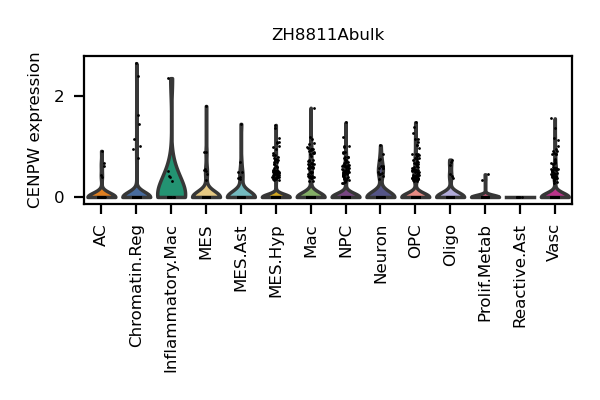 ZH8811Abulk
CENPW expression
2
0
AC
Chromatin.Reg
Inflammatory.Mac
MES
MES.Ast
MES.Hyp
Mac
NPC
Neuron
OPC
Oligo
Prolif.Metab
Reactive.Ast
Vasc